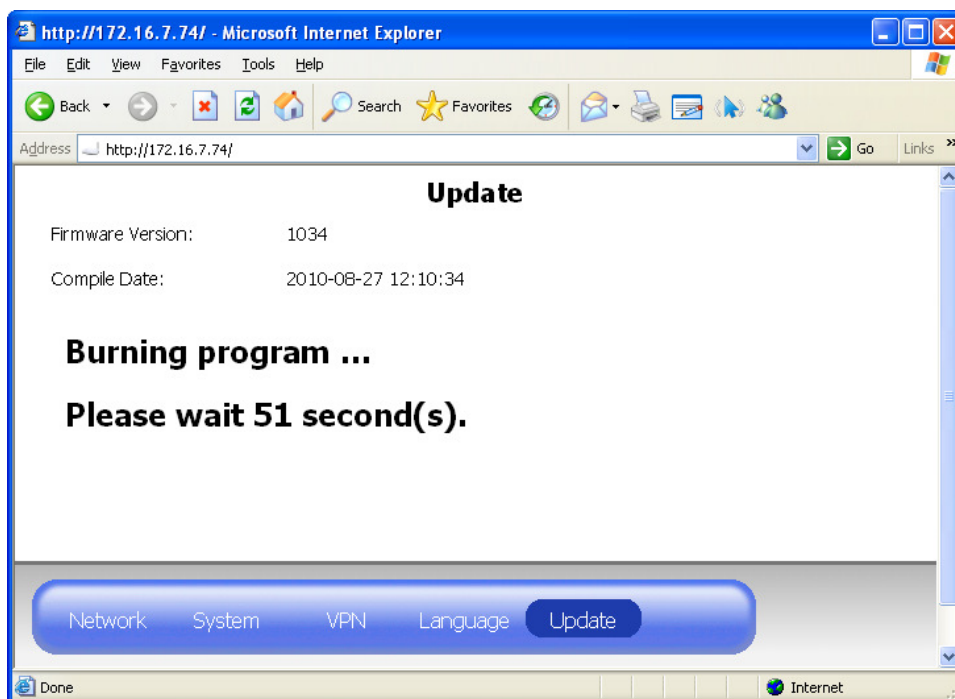 http://172.16.7.74/ - Microsoft Internet Explorer
File Edit View Favorites Tools Help
Back Search Favorites
Address http://172.16.7.74/ Go Links »
Update
Firmware Version: 1034
Compile Date: 2010-08-27 12:10:34
Burning program ...
Please wait 51 second(s).
Network System VPN Language Update
Done Internet